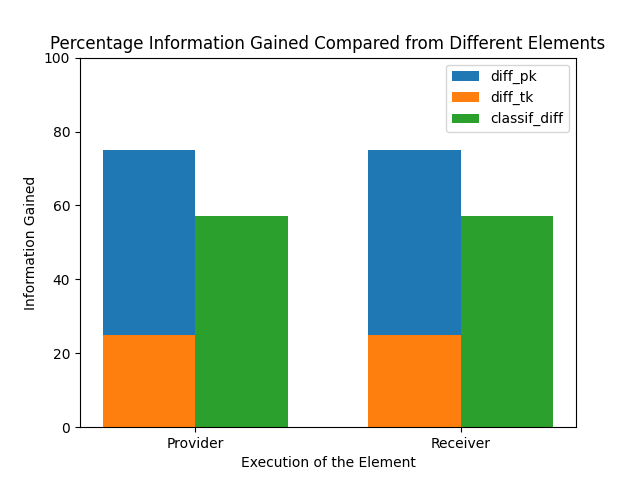 Percentage Information Gained Compared from Different Elements
100
80
60
40
20
0
Information Gained
diff_pk
diff_tk
classif_diff
Provider
Receiver
Execution of the Element